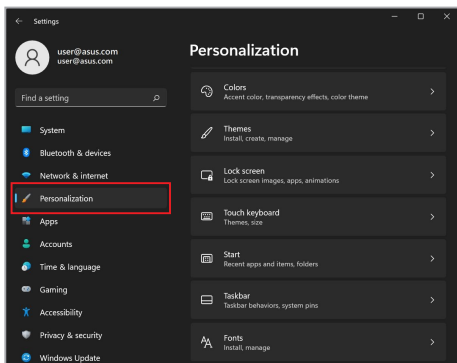 Settings
user@asus.com
user@asus.com
Find a setting
System
Bluetooth & devices
Network & internet
Personalization
Apps
Accounts
Time & language
Gaming
Accessibility
Privacy & security
Windows Update
Personalization
Colors
Accent color, transparency effects, color theme
Themes
Install, create, manage
Lock screen
Lock screen images, apps, animations
Touch keyboard
Themes, size
Start
Recent apps and items, folders
Taskbar
Taskbar behaviors, system pins
Fonts
Install, manage